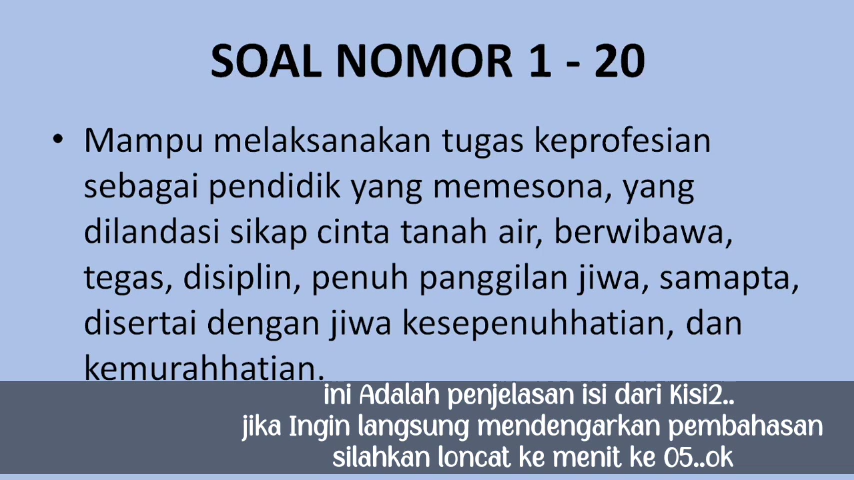 SOAL NOMOR 1 - 20
• Mampu melaksanakan tugas keprofesian
sebagai pendidik yang memesona, yang
dilandasi sikap cinta tanah air, berwibawa,
tegas, disiplin, penuh panggilan jiwa, samapta,
disertai dengan jiwa kesepenuhhatian, dan
kemurahhatian.
ini Adalah penjelasan isi dari Kisi2..
jika Ingin langsung mendengarkan pembahasan
silahkan loncat ke menit ke 05..ok